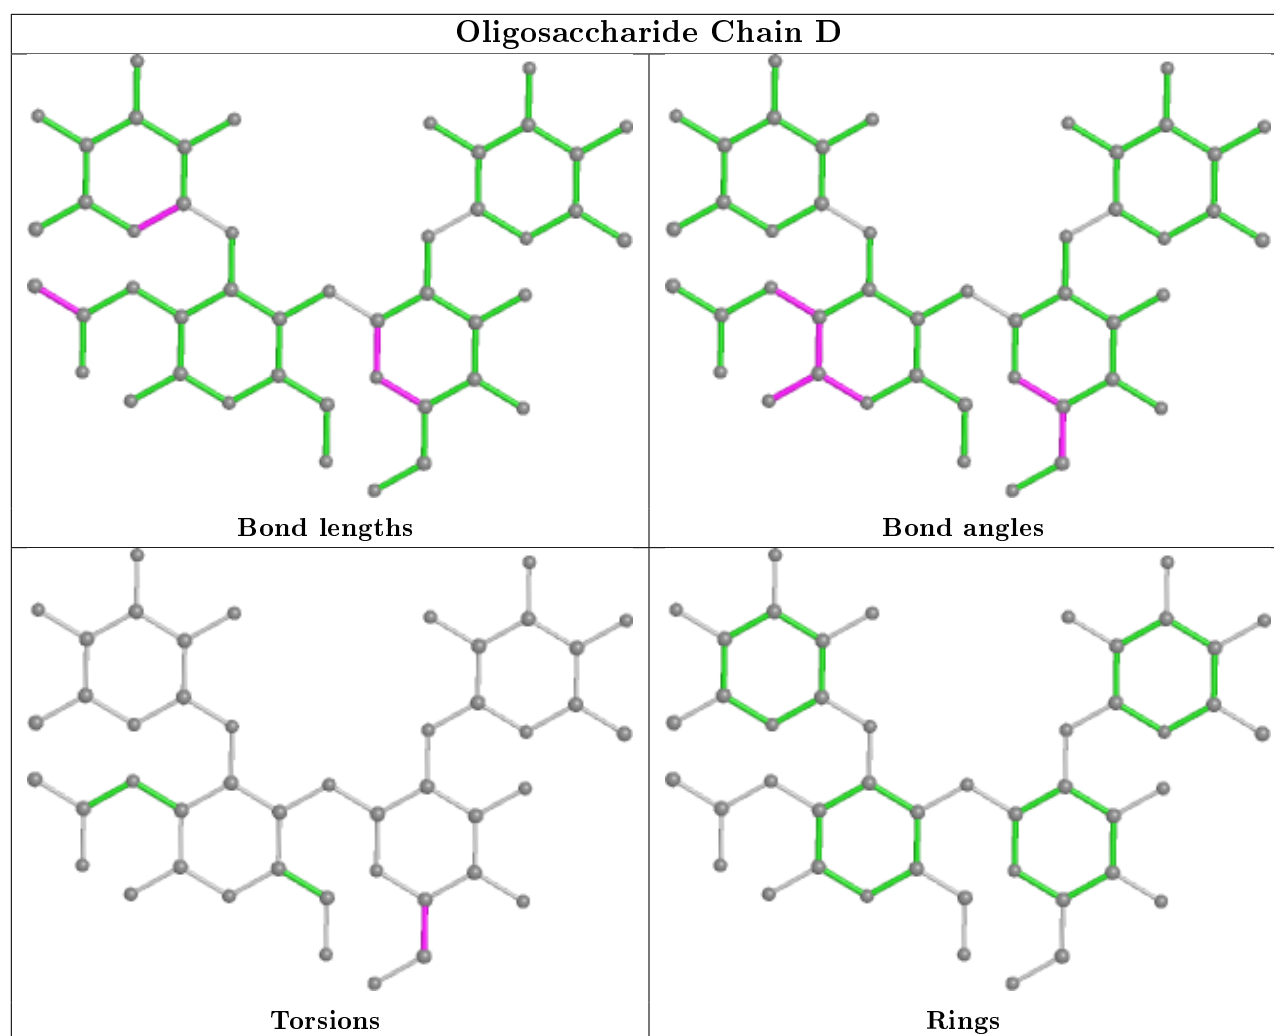 Oligosaccharide Chain D
Bond lengths
Bond angles
Torsions
Rings